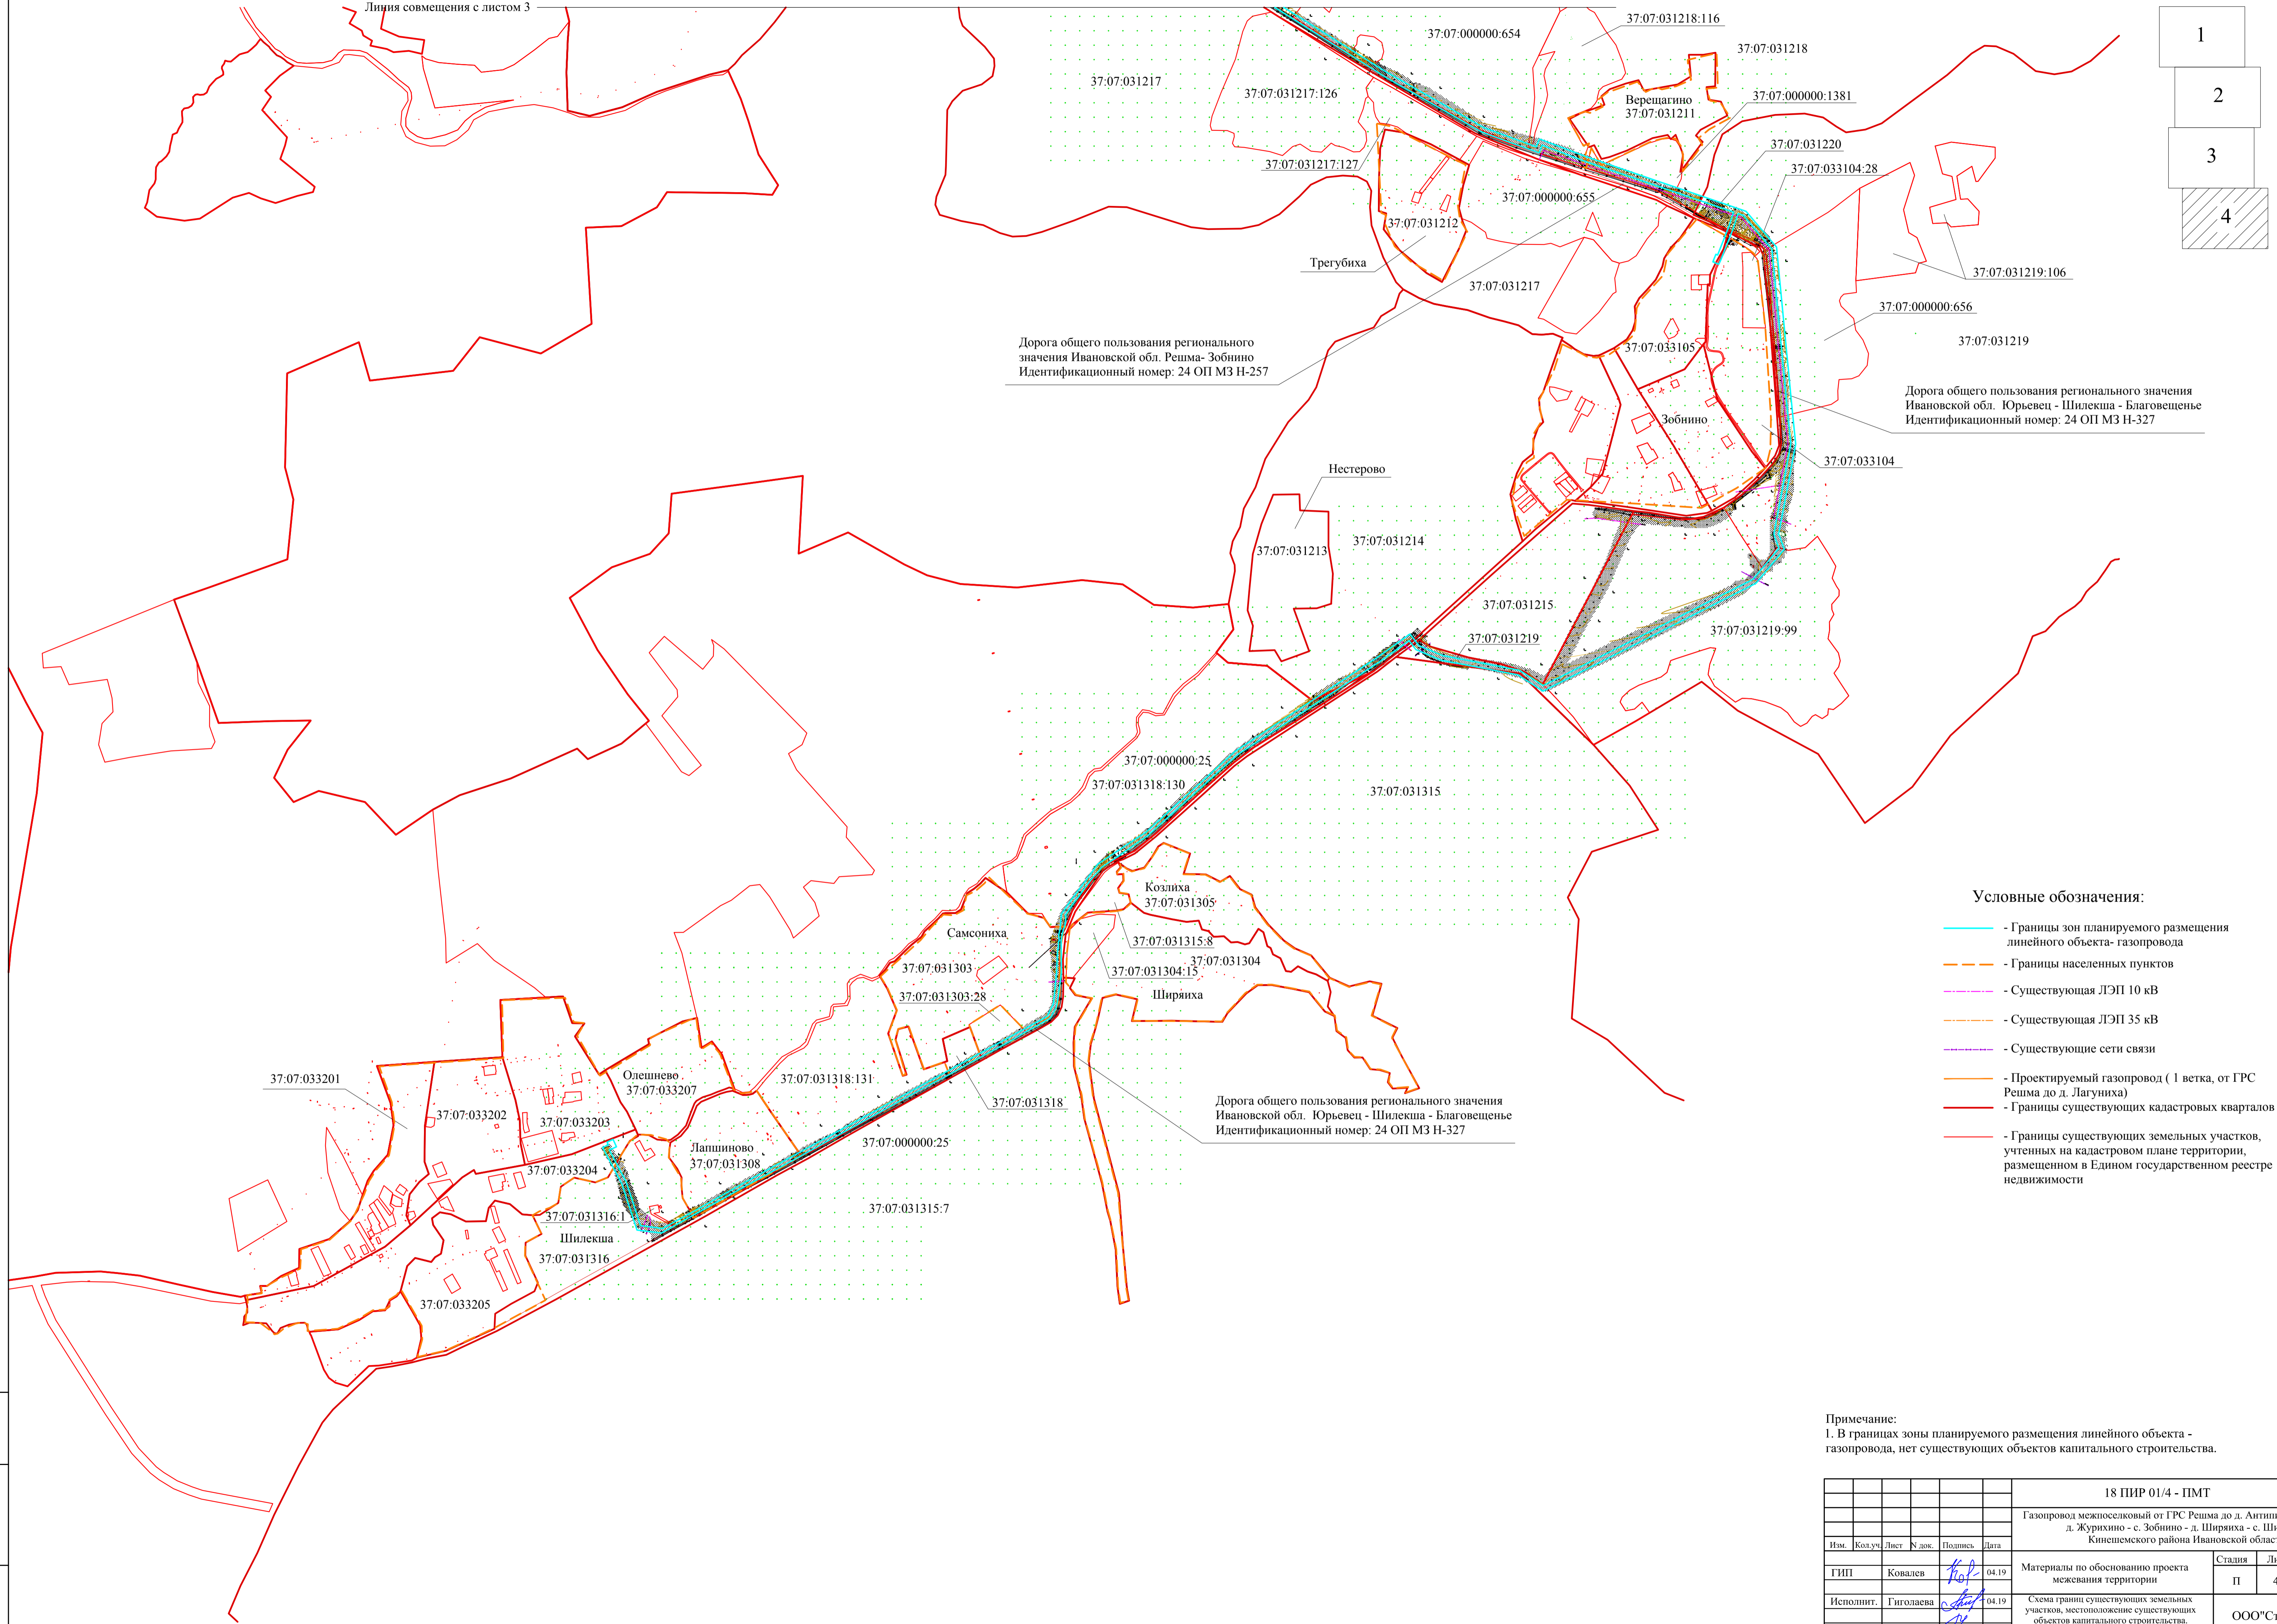 Линия совмещения с листом 3
37:07:031218:116
37:07:000000:654
37:07:031218
37:07:031217
37:07:031217:126
Верещагино
37:07:031211
37:07:000000:1381
37:07:031220
37:07:033104:28
37:07:031217:127
37:07:000000:655
37:07:031212
Трегубиха
37:07:031217
37:07:031219:106
37:07:000000:656
37:07:031219
1
2
3
4
Дорога общего пользования регионального
значения Ивановской обл. Решма- Зобнино
Идентификационный номер: 24 ОП МЗ Н-257
37:07:033105
Зобнино
Дорога общего пользования регионального значения
Ивановской обл. Юрьевец - Шилекша - Благовещенье
Идентификационный номер: 24 ОП МЗ Н-327
37:07:033104
Нестерово
37:07:031213
37:07:031214
37:07:031215
37:07:031219
37:07:031219:99
37:07:000000:25
37:07:031318:130
37:07:031315
1
Козлиха
37:07:031305
Самсониха
37:07:031315:8
37:07:031304
37:07:031303
37:07:031304:15
37:07:031303:28
Ширяиха
37:07:033201
Олешнево
37:07:033207
37:07:031318:131
37:07:031318
37:07:033202
37:07:033203
37:07:000000:25
Лапшиново
37:07:031308
37:07:033204
37:07:031316:1
37:07:031315:7
Шилекша
37:07:031316
37:07:033205
Дорога общего пользования регионального значения
Ивановской обл. Юрьевец - Шилекша - Благовещенье
Идентификационный номер: 24 ОП МЗ Н-327
Условные обозначения:
- Границы зон планируемого размещения
линейного объекта- газопровода
- Границы населенных пунктов
- Существующая ЛЭП 10 кВ
- Существующая ЛЭП 35 кВ
- Существующие сети связи
- Проектируемый газопровод ( 1 ветка, от ГРС
Решма до д. Лагуниха)
- Границы существующих кадастровых кварталов
- Границы существующих земельных участков,
учтенных на кадастровом плане территории,
размещенном в Едином государственном реестре
недвижимости
Примечание:
1. В границах зоны планируемого размещения линейного объекта -
газопровода, нет существующих объектов капитального строительства.
18 ПИР 01/4 - ПМТ
Газопровод межпоселковый от ГРС Решма до д.
д. Журихино - с. Зобнино - д. Ширяиха - с.
Кинешемского района Ивановской
Изм. Кол.уч. Лист N док. Подпись Дата
ГИП Ковалев 04.19
Материалы по обоснованию проекта
межевания территории
Стадия
П 4
Исполнит. Гиголаева 04.19
Схема границ существующих земельных
участков, местоположение существующих
объектов капитального строительства.